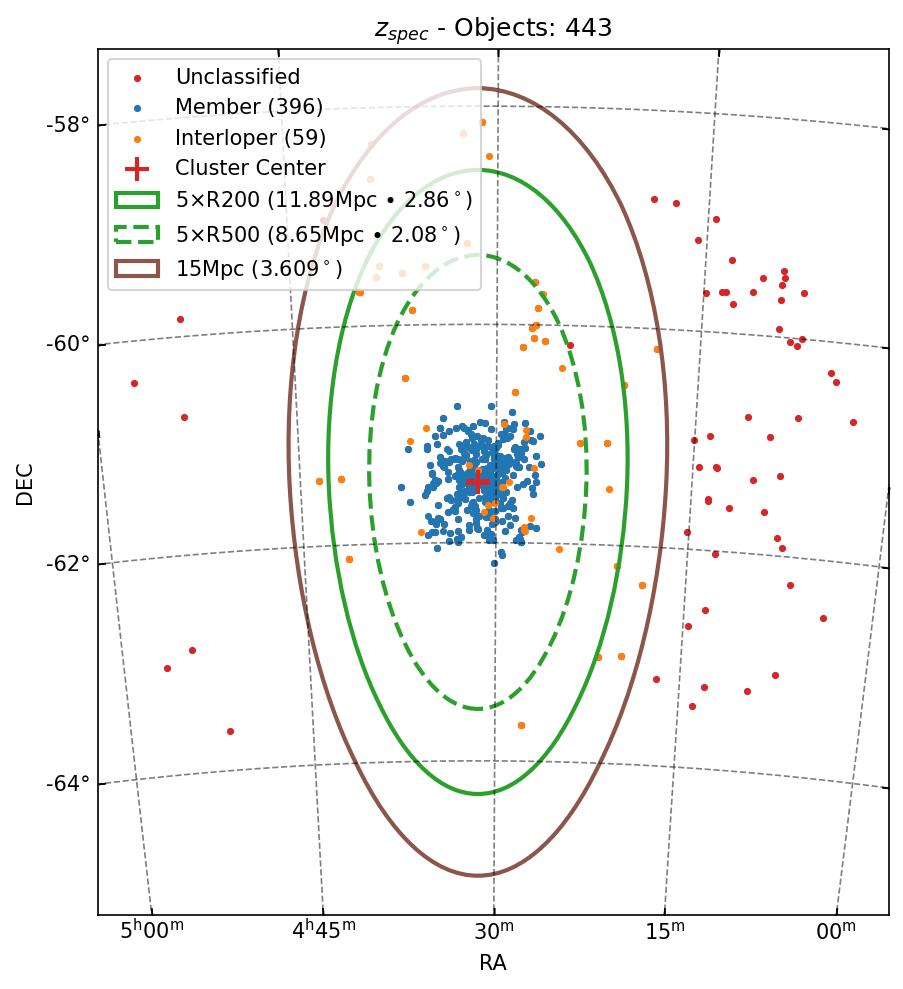 z_spec - Objects: 443
Unclassified
Member (396)
Interloper (59)
Cluster Center
5×R200 (11.89Mpc • 2.86°)
5×R500 (8.65Mpc • 2.08°)
15Mpc (3.609°)
-58°
-60°
-62°
-64°
DEC
5ʰ00ᵐ
4ʰ45ᵐ
30ᵐ
15ᵐ
00ᵐ
RA